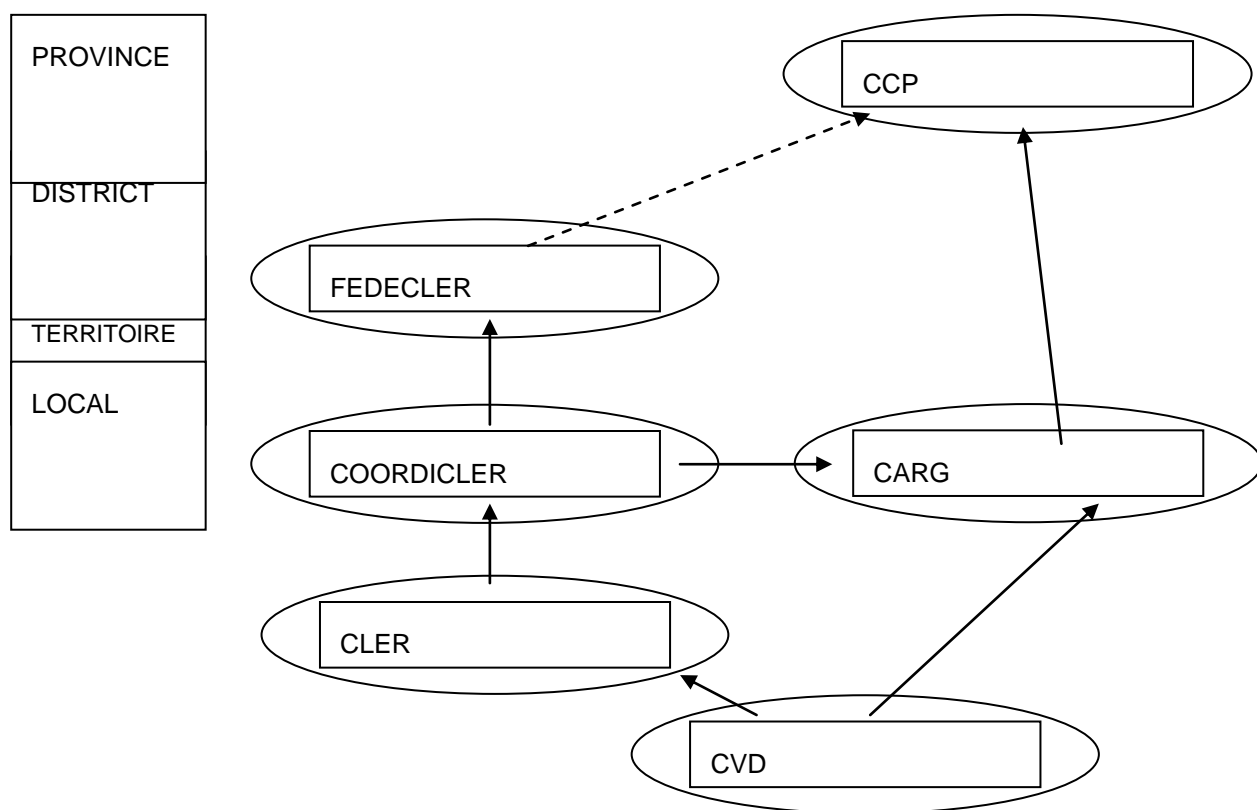 PROVINCE
CCP
DISTRICT
FEDECLER
TERRITOIRE
LOCAL
COORDICLER
CARG
CLER
CVD